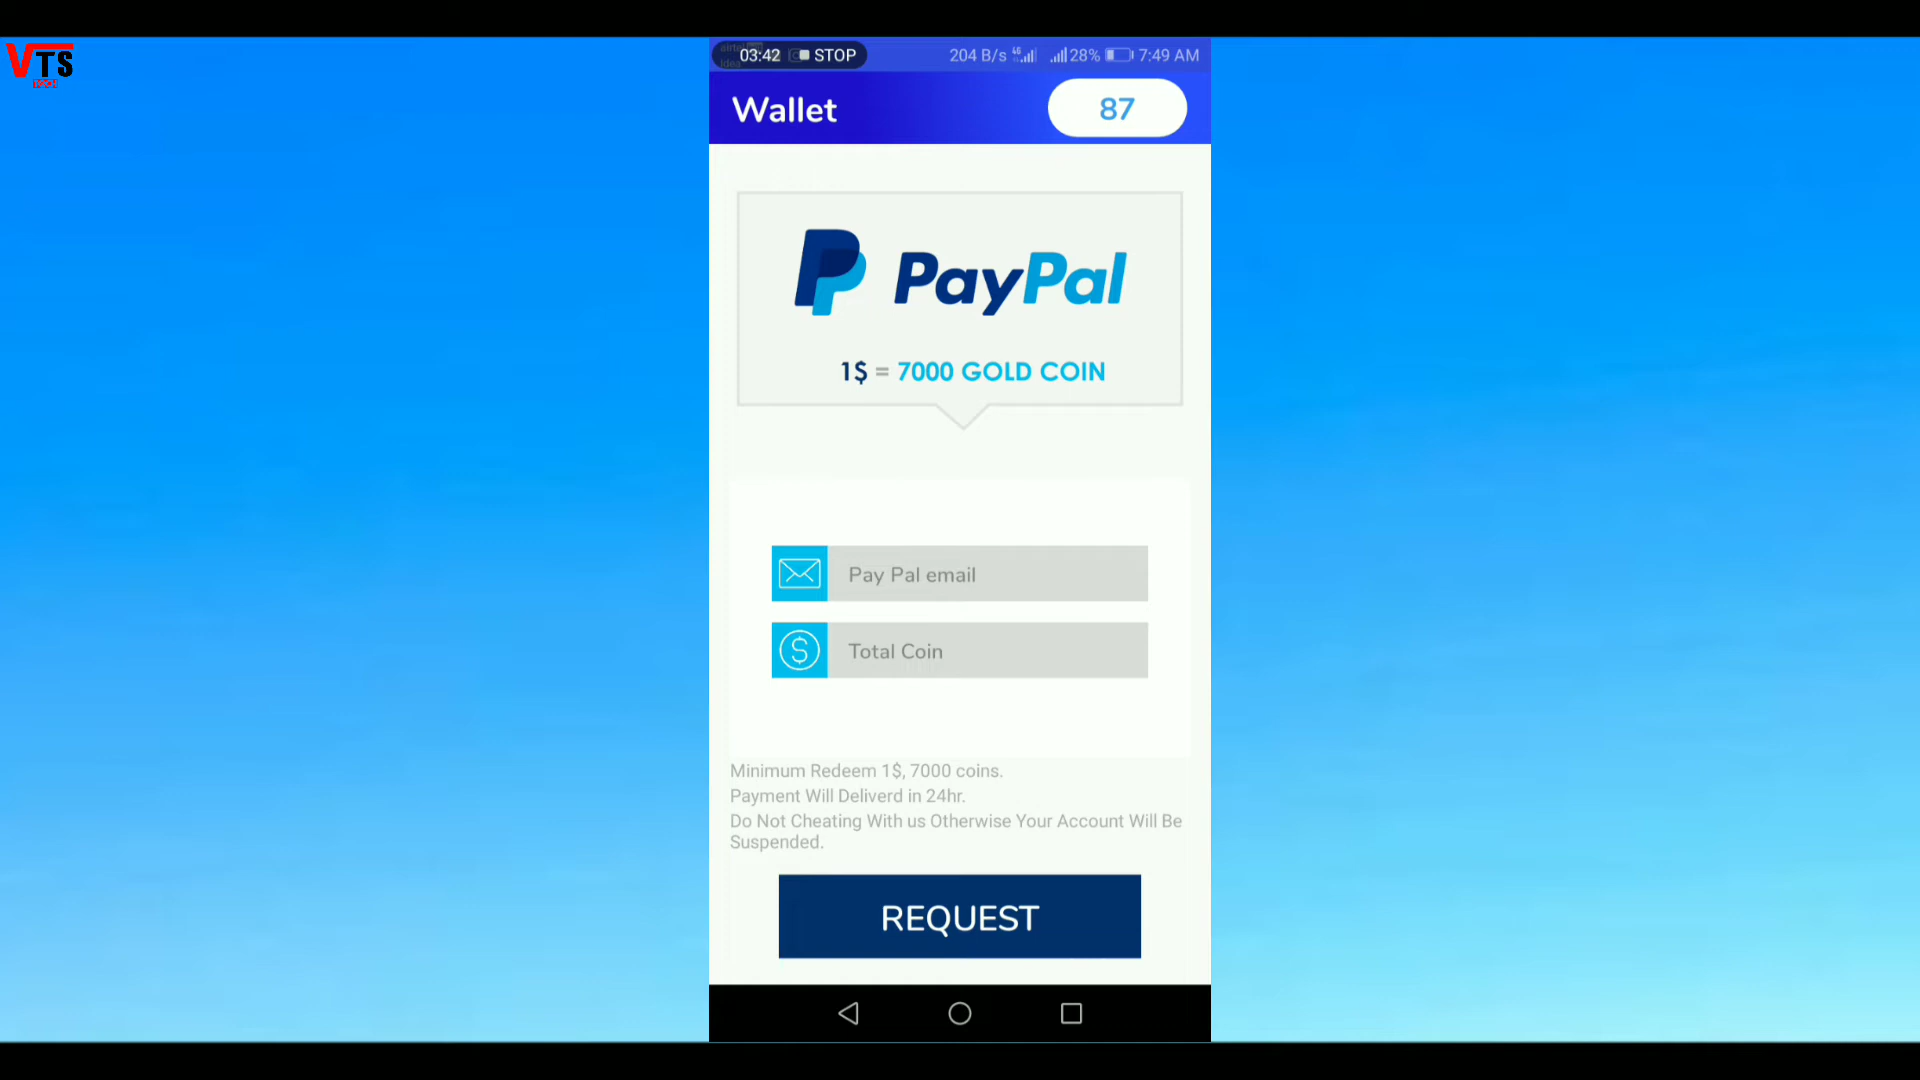 VTS
03:42 STOP 204 B/s 4G 28% 7:49 AM
Wallet 87
PayPal
1$ = 7000 GOLD COIN
Pay Pal email
Total Coin
Minimum Redeem 1$, 7000 coins.
Payment Will Deliverd in 24hr.
Do Not Cheating With us Otherwise Your Account Will Be
Suspended.
REQUEST